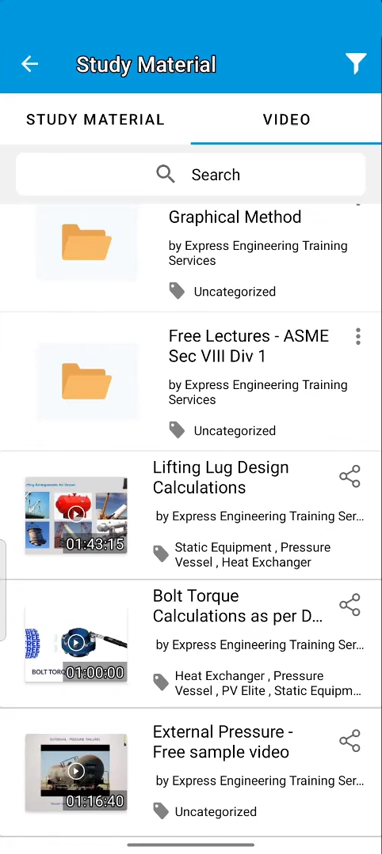 Study Material
STUDY MATERIAL
VIDEO
Search
Graphical Method
by Express Engineering Training
Services
Uncategorized
Free Lectures - ASME
Sec VIII Div 1
by Express Engineering Training
Services
Uncategorized
01:43:15
Lifting Lug Design
Calculations
by Express Engineering Training Ser...
Static Equipment , Pressure
Vessel , Heat Exchanger
BOLT TORQ
01:00:00
Bolt Torque
Calculations as per D...
by Express Engineering Training Ser...
Heat Exchanger , Pressure
Vessel , PV Elite , Static Equipm...
01:16:40
External Pressure -
Free sample video
by Express Engineering Training Ser...
Uncategorized